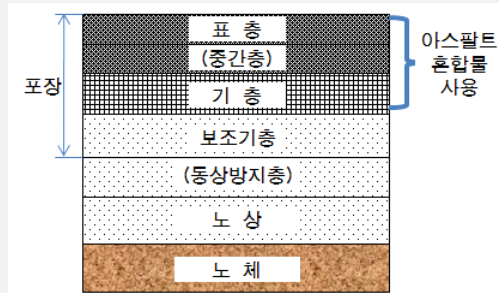 표 층
(중간층)
기 층
보조기층
(동상방지층)
노 상
노 체
포장
아스팔트
혼합물
사용